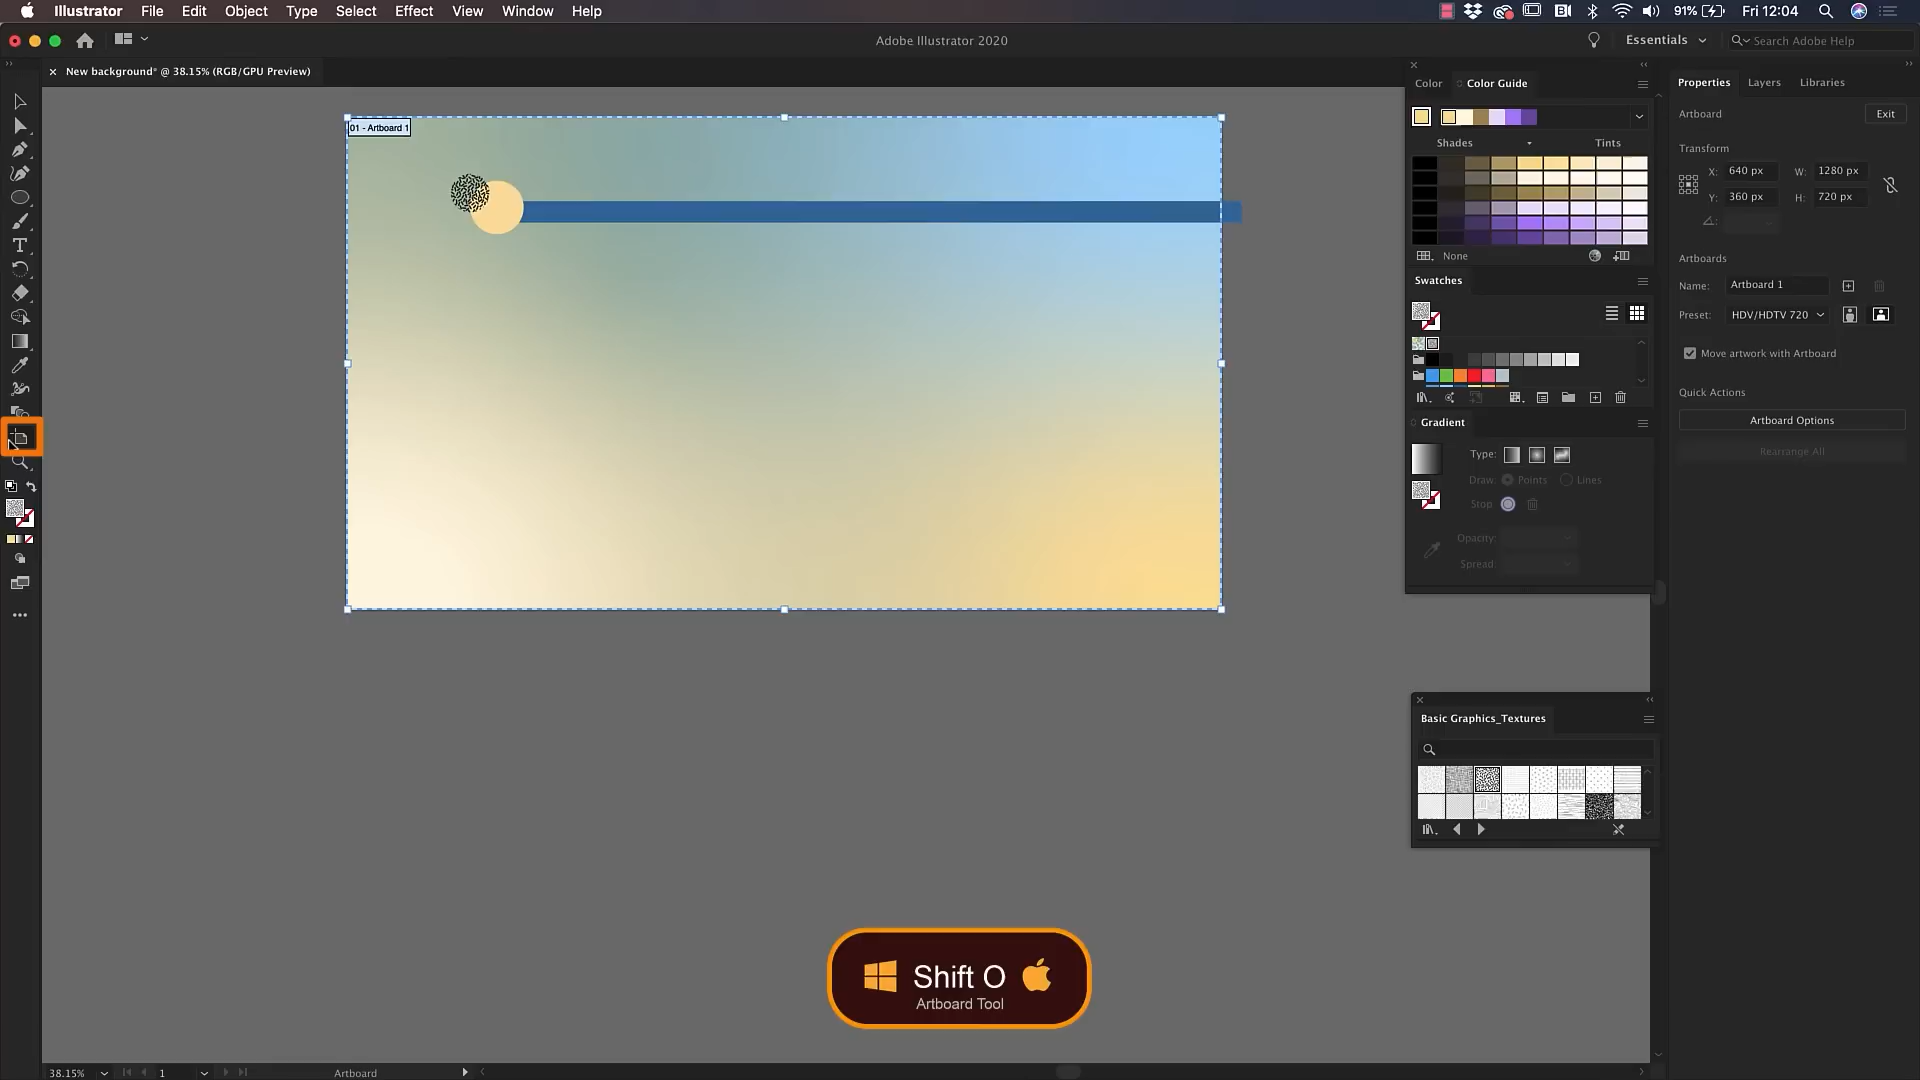 Illustrator File Edit Object Type Select Effect View Window Help
91% Fri 12:04
Adobe Illustrator 2020
Essentials
Search Adobe Help
× New background* @ 38.15% (RGB/GPU Preview)
01 - Artboard 1
Color Color Guide
Shades Tints
None
Swatches
Gradient
Type:
Draw: Points Lines
Stop
Opacity:
Spread:
Basic Graphics_Textures
Properties Layers Libraries
Artboard Exit
Transform
X: 640 px W: 1280 px
Y: 360 px H: 720 px
Artboards
Name: Artboard 1
Preset: HDV/HDTV 720
Move artwork with Artboard
Quick Actions
Artboard Options
Rearrange All
Shift O
Artboard Tool
38.15% 1 Artboard